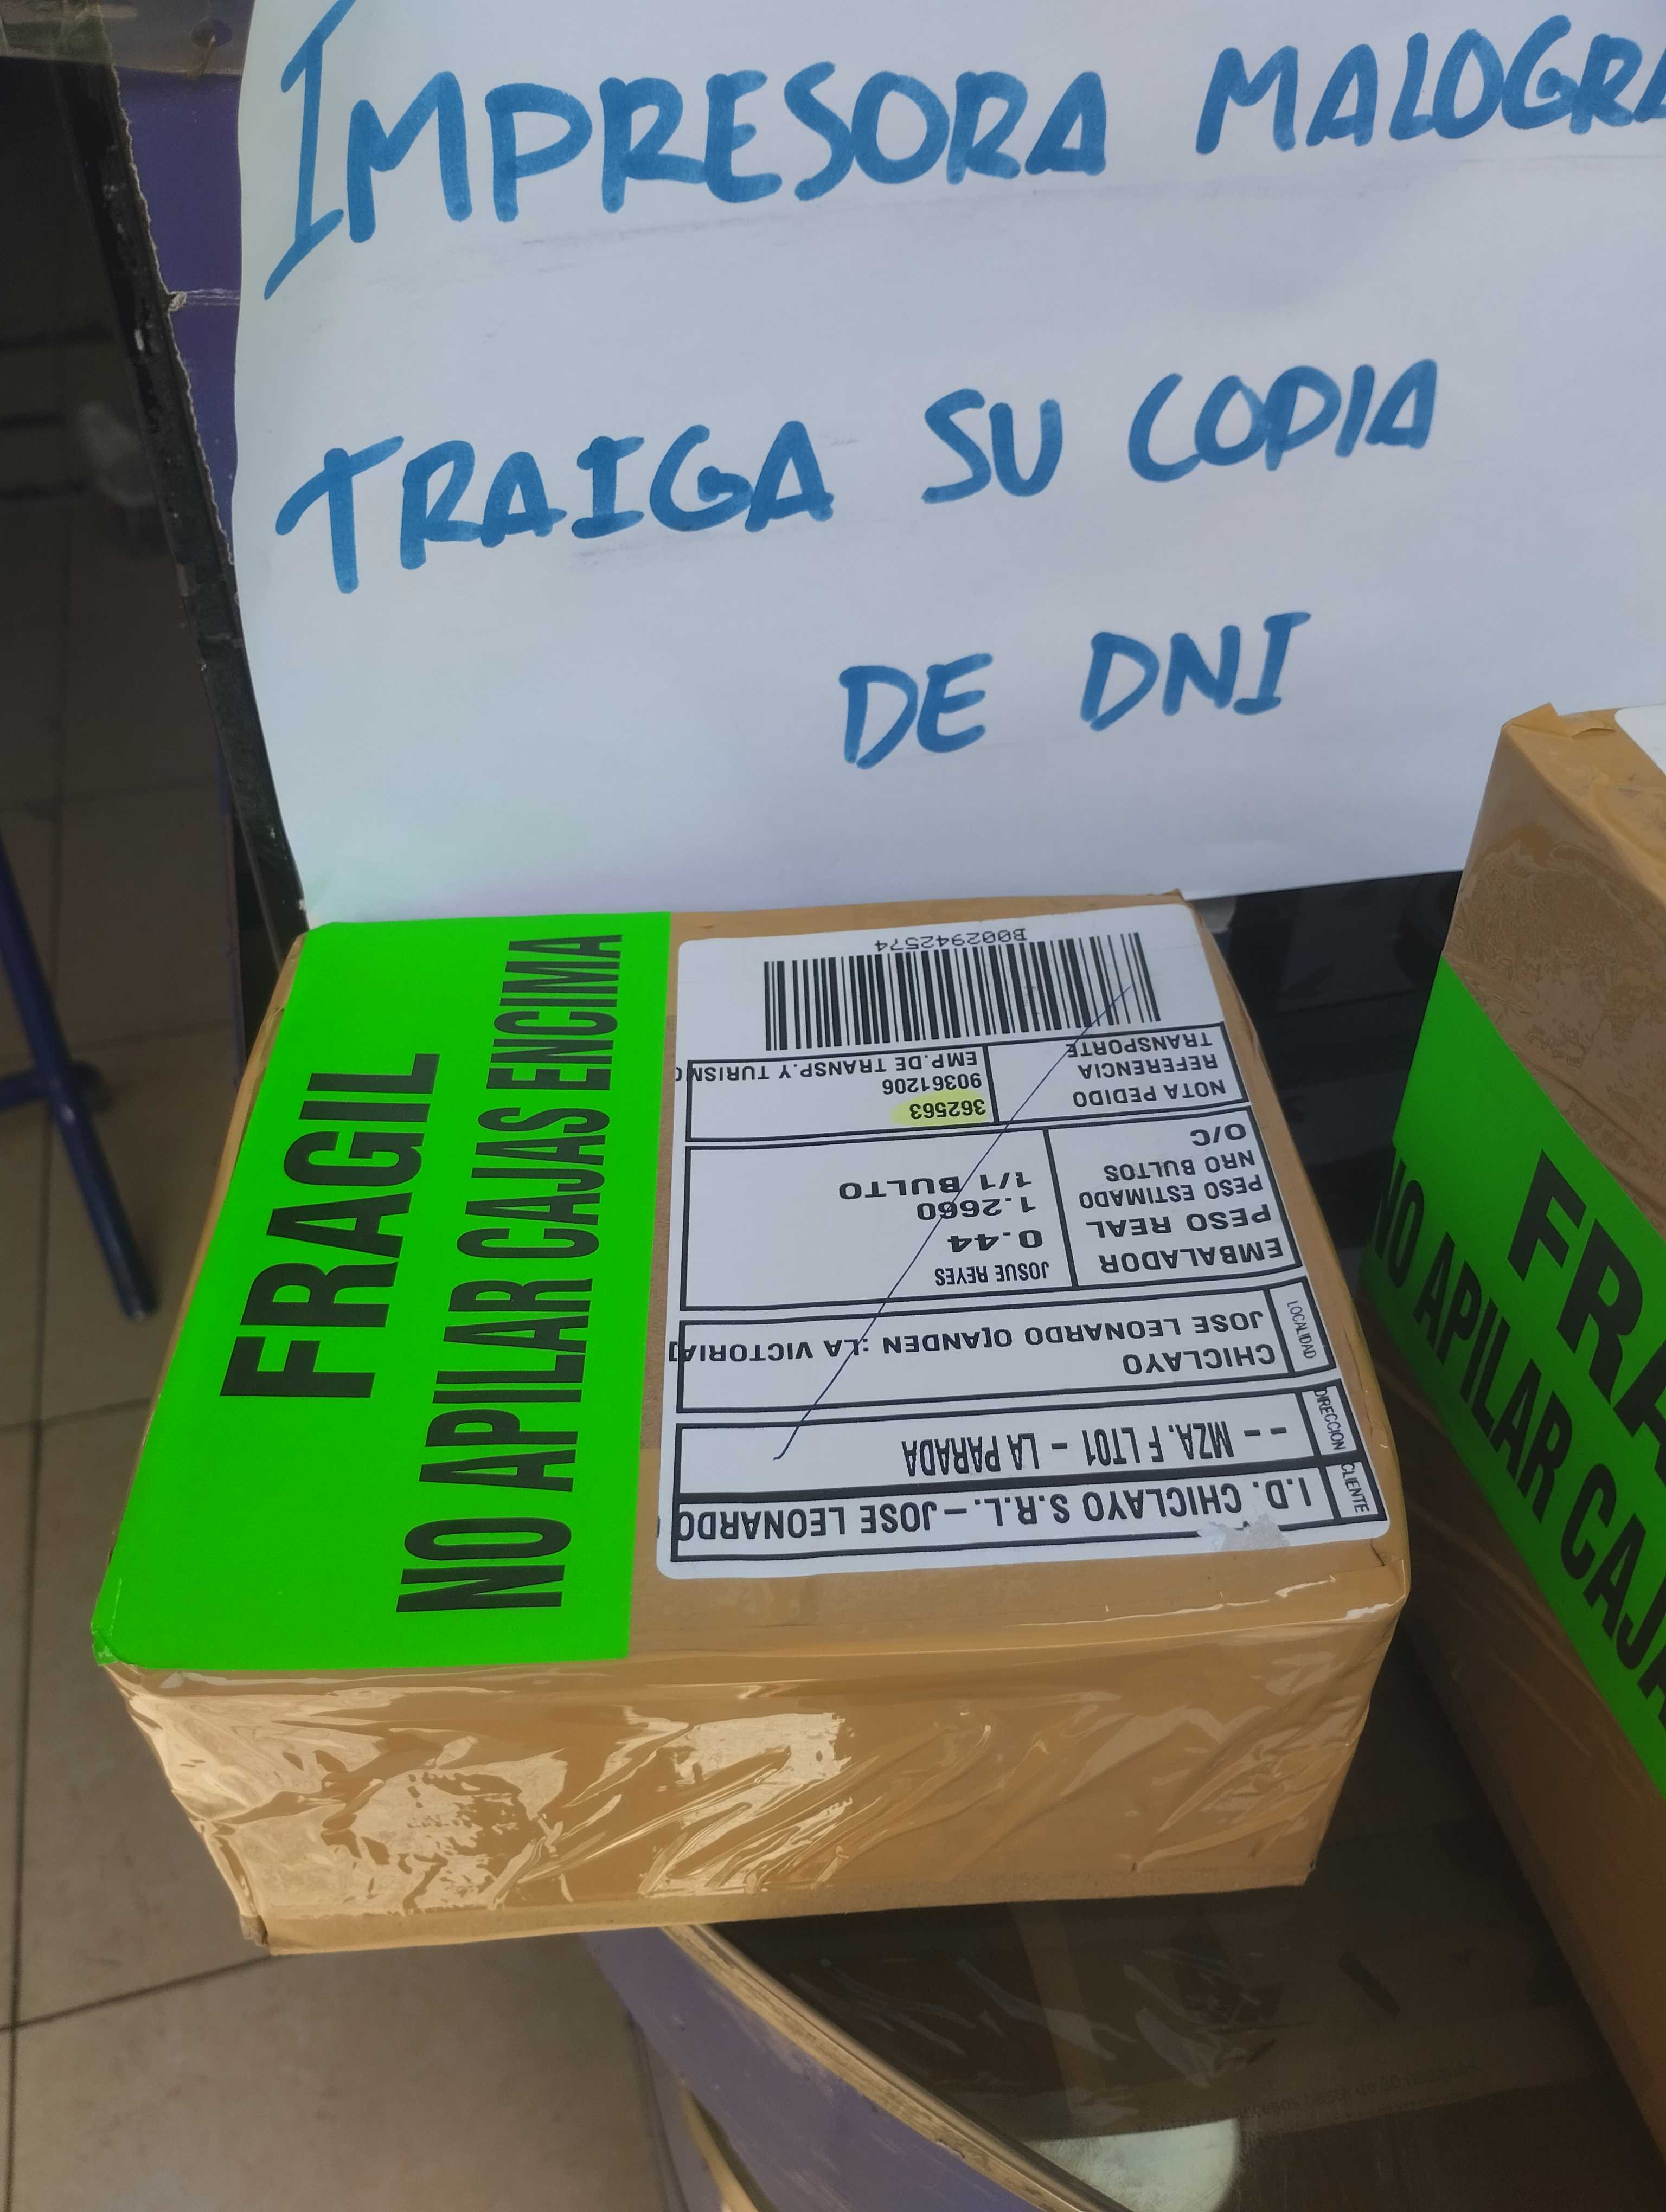 IMPRESORA MALOGRA
TRAIGA SU COPIA
DE DNI
FRAGIL
NO APILAR CAJAS ENCIMA
CLIENTE
I.D. CHICLAYO S.R.L.-JOSE LEONARDO
DIRECCION
-- MZA. F LT01 - LA PARADA
LOCALIDAD
CHICLAYO
JOSE LEONARDO O[ANDEN :LA VICTORIA]
EMBALADOR JOSUE REYES
PESO REAL 0.44
PESO ESTIMADO 1.2660
NRO BULTOS 1/1 BULTO
O/C
NOTA PEDIDO 362563
REFERENCIA 90361206
TRANSPORTE EMP.DE TRANSP.Y TURISMO
B002942574
FRA
NO APILAR CAJA